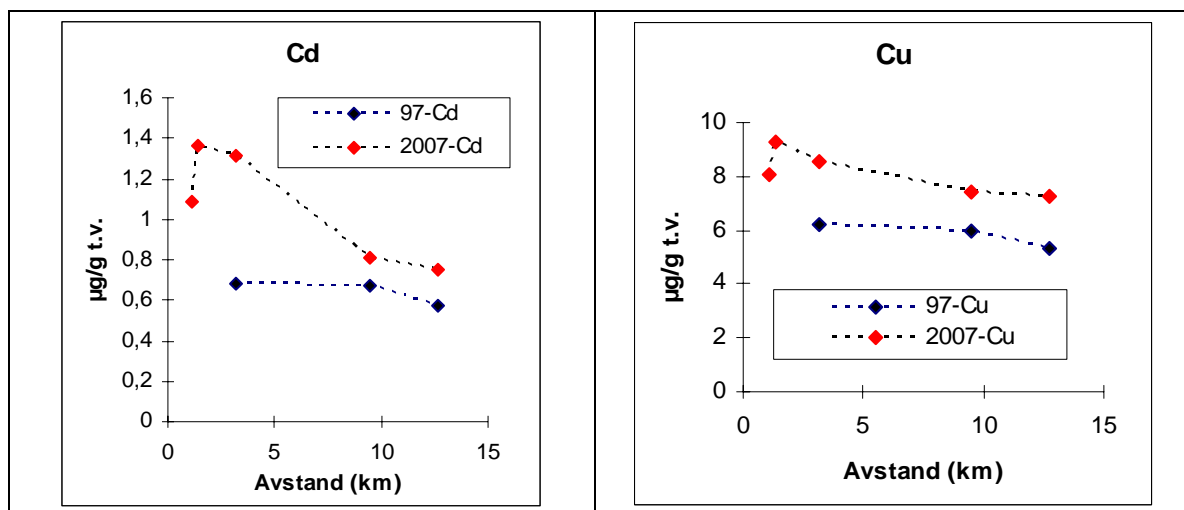 Cd
1,6
1,4
1,2
1
0,8
0,6
0,4
0,2
0
µg/g t.v.
97-Cd
2007-Cd
0 5 10 15
Avstand (km)
Cu
10
8
6
4
2
0
µg/g t.v.
97-Cu
2007-Cu
0 5 10 15
Avstand (km)